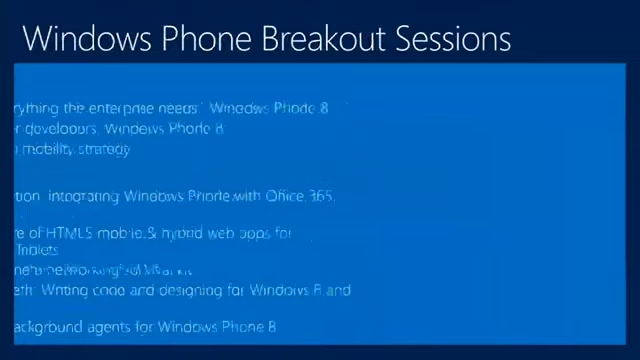 Windows Phone Breakout Sessions
rything the enterprise needs Windows Phone 8
r developers: Windows Phone 8
mobility strategy
tion integrating Windows Phone with Office 365
re of HTML5 mobile & hybrid web apps for
Tablets
eth: Writing code and designing for Windows 8 and
ackground agents for Windows Phone 8